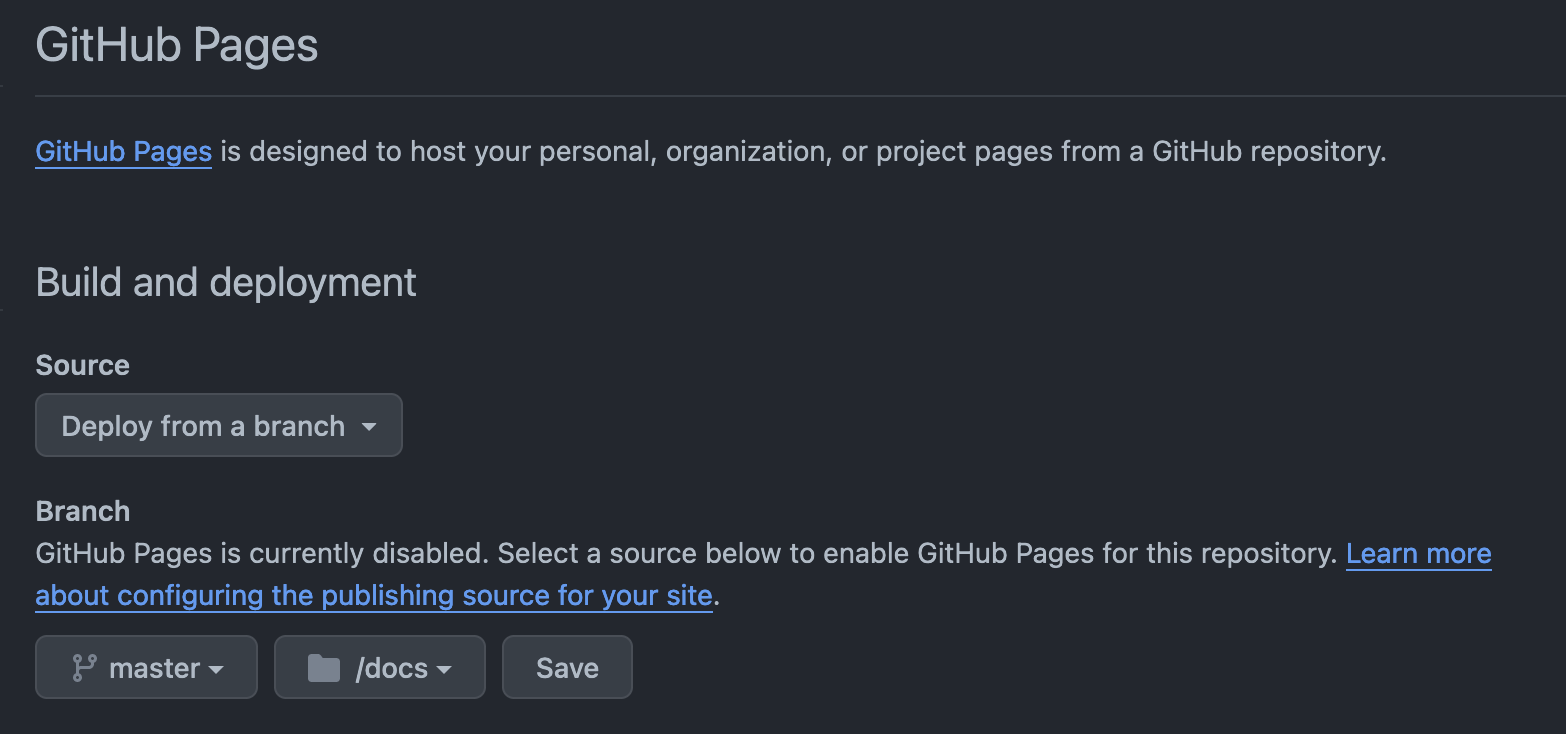 GitHub Pages
GitHub Pages is designed to host your personal, organization, or project pages from a GitHub repository.
Build and deployment
Source
Deploy from a branch
Branch
GitHub Pages is currently disabled. Select a source below to enable GitHub Pages for this repository. Learn more
about configuring the publishing source for your site.
master /docs Save